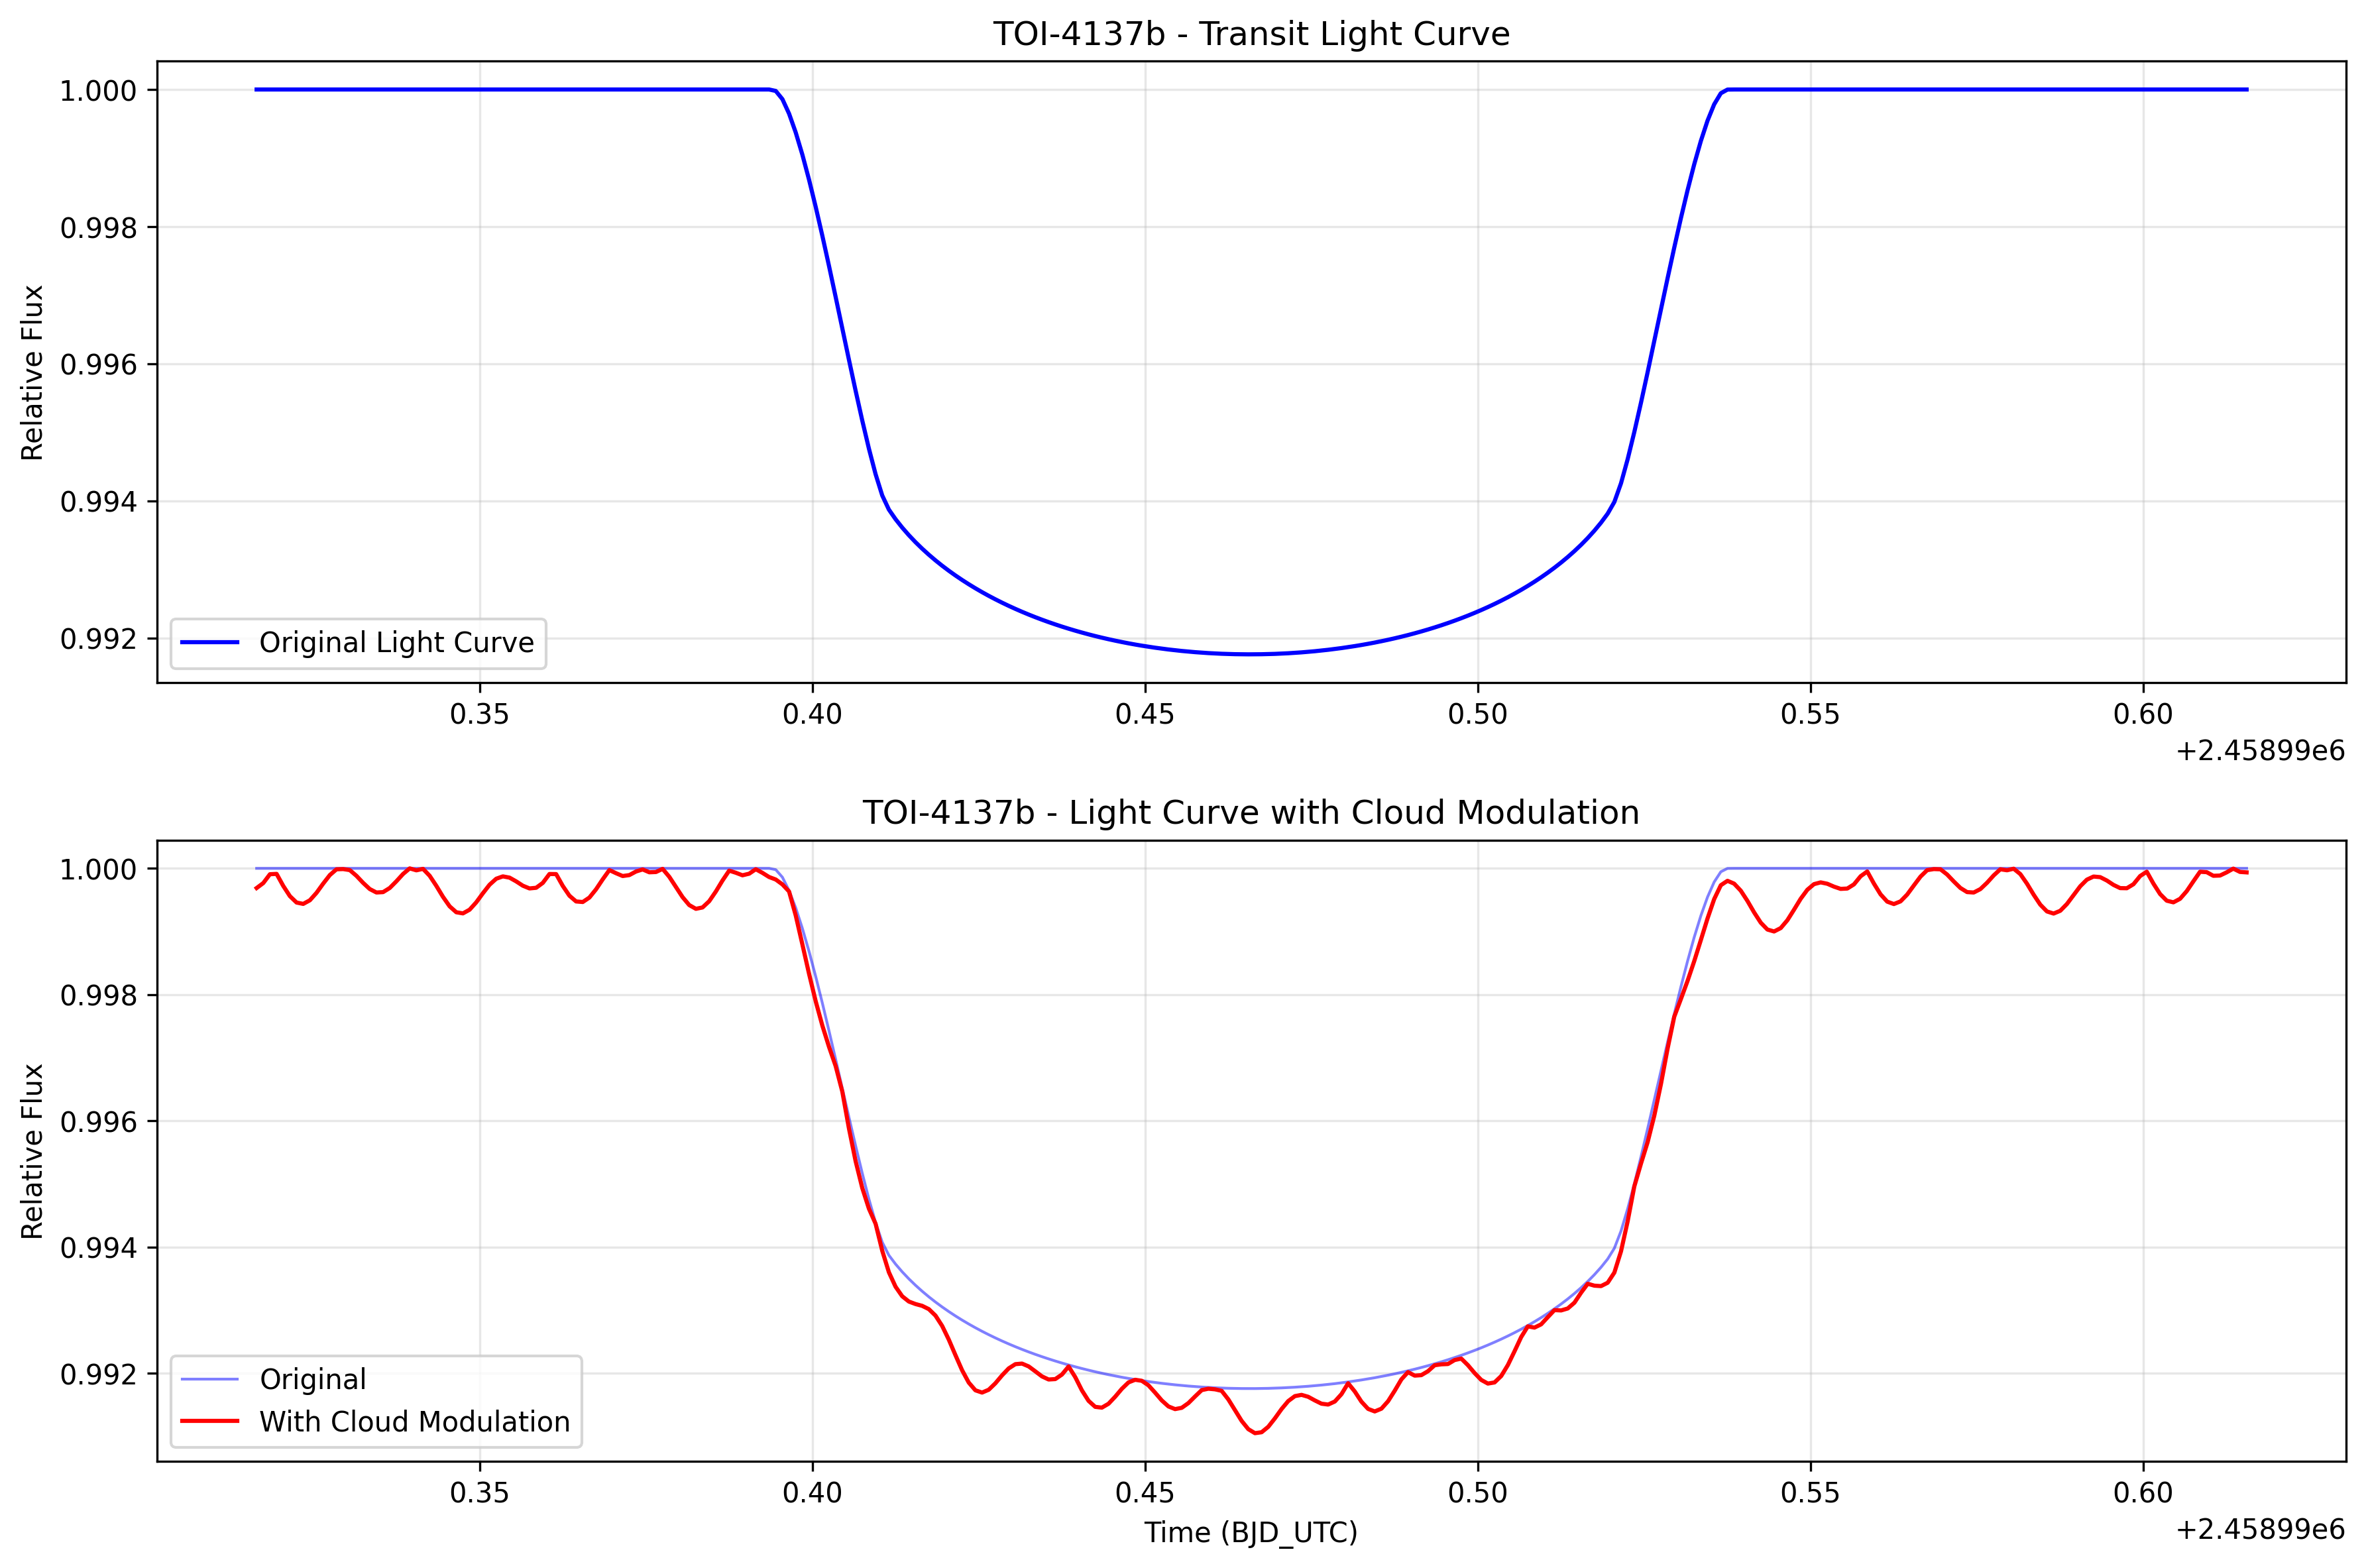 TOI-4137b - Transit Light Curve
1.000
0.998
0.996
0.994
0.992
Relative Flux
Original Light Curve
0.35 0.40 0.45 0.50 0.55 0.60
+2.45899e6
TOI-4137b - Light Curve with Cloud Modulation
1.000
0.998
0.996
0.994
0.992
Relative Flux
Original
With Cloud Modulation
0.35 0.40 0.45 0.50 0.55 0.60
Time (BJD_UTC)
+2.45899e6